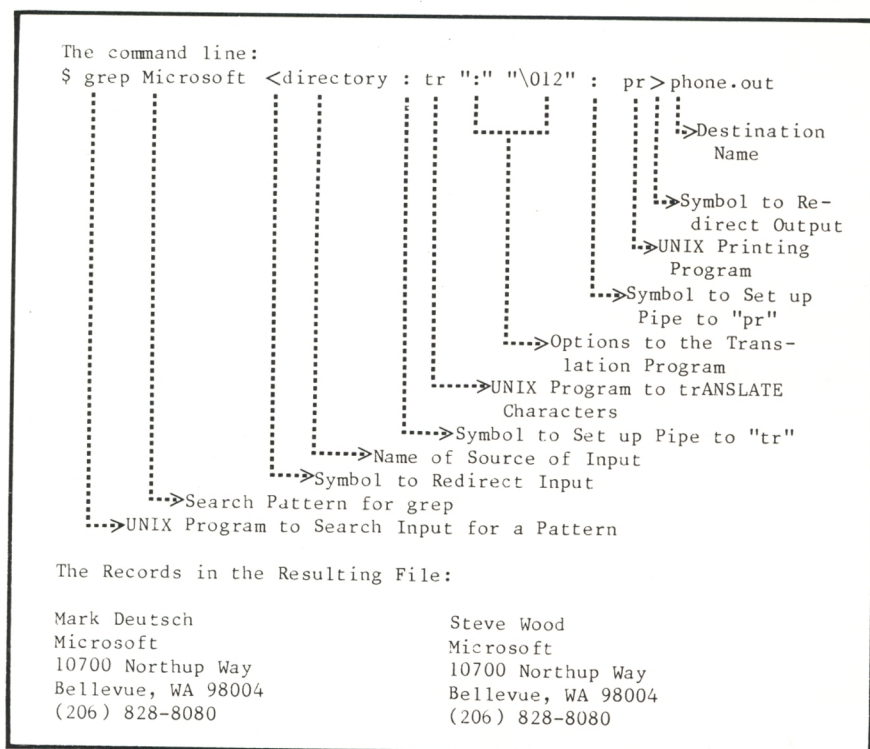 The command line:
$ grep Microsoft <directory : tr ":" "\012" : pr> phone.out
>Destination
Name
>Symbol to Re-
direct Output
>UNIX Printing
Program
>Symbol to Set up
Pipe to "pr"
>Options to the Trans-
lation Program
>UNIX Program to trANSLATE
Characters
>Symbol to Set up Pipe to "tr"
>Name of Source of Input
>Symbol to Redirect Input
>Search Pattern for grep
>UNIX Program to Search Input for a Pattern
The Records in the Resulting File:
Mark Deutsch
Microsoft
10700 Northup Way
Bellevue, WA 98004
(206) 828-8080
Steve Wood
Microsoft
10700 Northup Way
Bellevue, WA 98004
(206) 828-8080